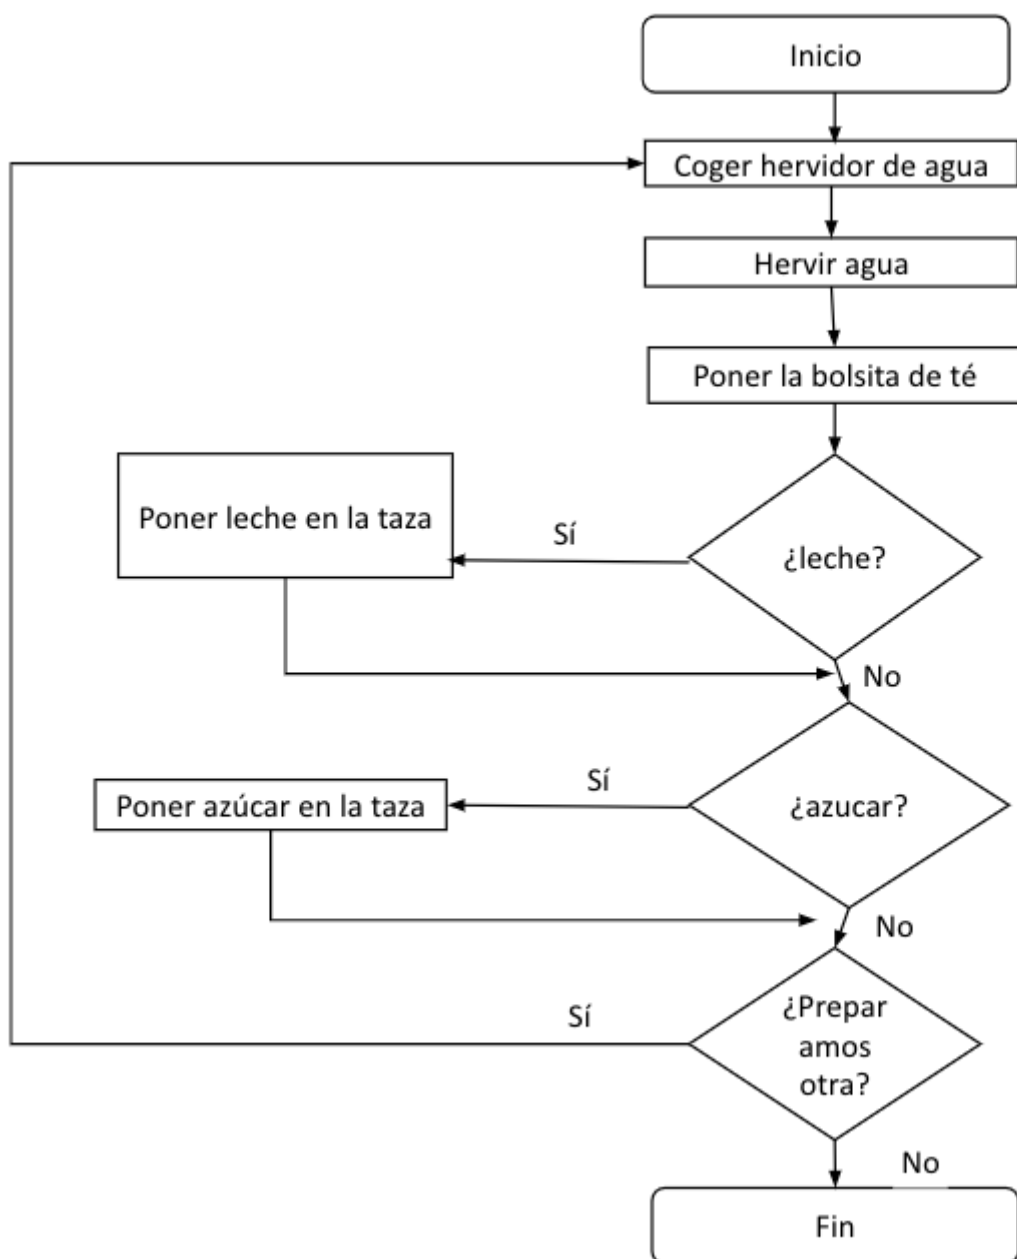 Inicio
Coger hervidor de agua
Hervir agua
Poner la bolsita de té
Poner leche en la taza
Sí
¿leche?
No
Poner azúcar en la taza
Sí
¿azucar?
No
Sí
¿Prepar
amos
otra?
No
Fin